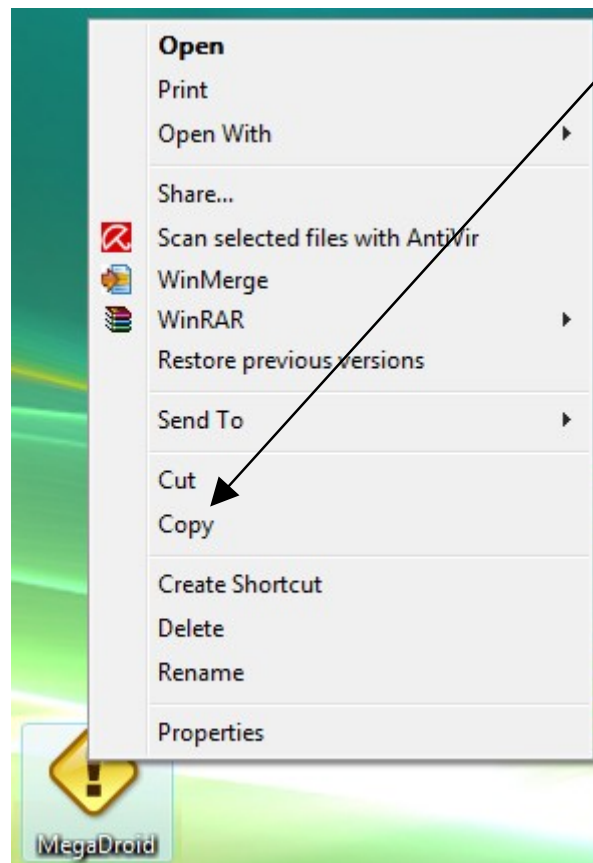 Open
Print
Open With
Share...
Scan selected files with AntiVir
WinMerge
WinRAR
Restore previous versions
Send To
Cut
Copy
Create Shortcut
Delete
Rename
Properties
MegaDroid